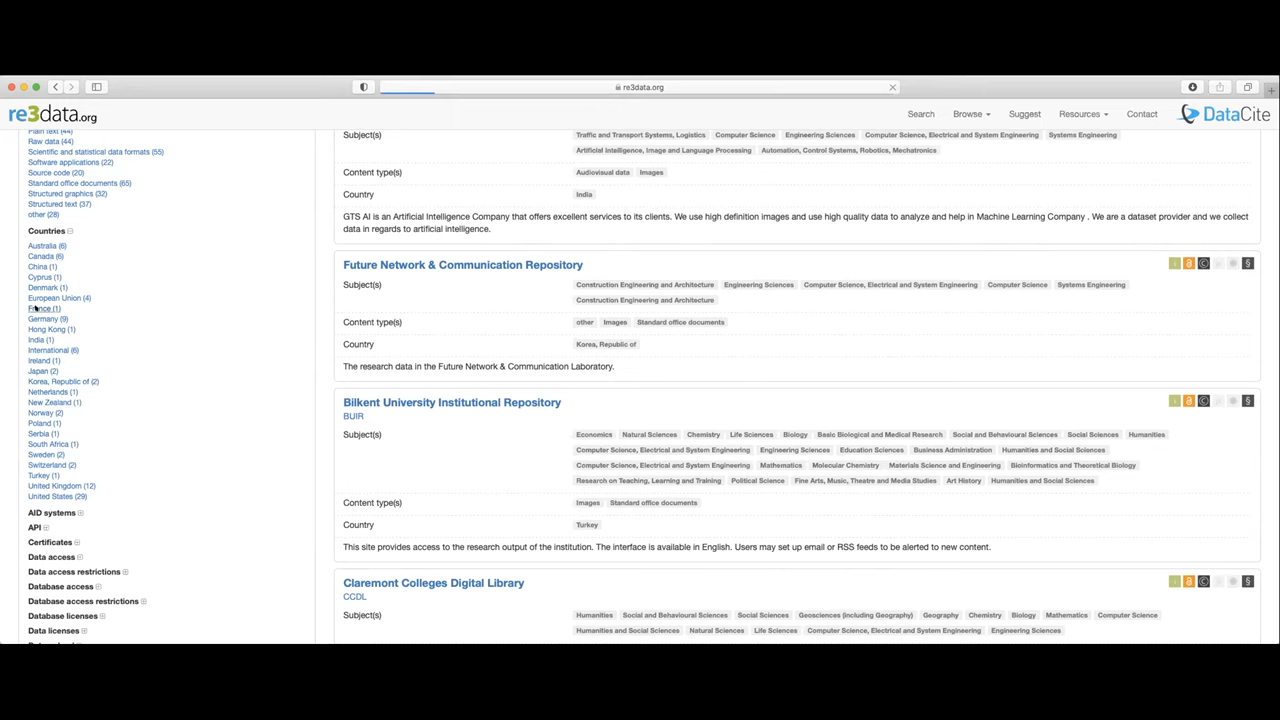 re3data.org
re3data.org
Search Browse Suggest Resources Contact DataCite
Plain text (44)
Raw data (44)
Scientific and statistical data formats (55)
Software applications (22)
Source code (20)
Standard office documents (65)
Structured graphics (32)
Structured text (37)
other (28)
Countries
Australia (6)
Canada (6)
China (1)
Cyprus (1)
Denmark (1)
European Union (4)
France (1)
Germany (9)
Hong Kong (1)
India (1)
International (6)
Ireland (1)
Japan (2)
Korea, Republic of (2)
Netherlands (1)
New Zealand (1)
Norway (2)
Poland (1)
Serbia (1)
South Africa (1)
Sweden (2)
Switzerland (2)
Turkey (1)
United Kingdom (12)
United States (29)
AID systems
API
Certificates
Data access
Data access restrictions
Database access
Database access restrictions
Database licenses
Data licenses
Subject(s) Traffic and Transport Systems, Logistics Computer Science Engineering Sciences Computer Science, Electrical and System Engineering Systems Engineering
Artificial Intelligence, Image and Language Processing Automation, Control Systems, Robotics, Mechatronics
Content type(s) Audiovisual data Images
Country India
GTS AI is an Artificial Intelligence Company that offers excellent services to its clients. We use high definition images and use high quality data to analyze and help in Machine Learning Company . We are a dataset provider and we collect
data in regards to artificial intelligence.
Future Network & Communication Repository
Subject(s) Construction Engineering and Architecture Engineering Sciences Computer Science, Electrical and System Engineering Computer Science Systems Engineering
Construction Engineering and Architecture
Content type(s) other Images Standard office documents
Country Korea, Republic of
The research data in the Future Network & Communication Laboratory.
Bilkent University Institutional Repository
BUIR
Subject(s) Economics Natural Sciences Chemistry Life Sciences Biology Basic Biological and Medical Research Social and Behavioural Sciences Social Sciences Humanities
Computer Science, Electrical and System Engineering Engineering Sciences Education Sciences Business Administration Humanities and Social Sciences
Computer Science, Electrical and System Engineering Mathematics Molecular Chemistry Materials Science and Engineering Bioinformatics and Theoretical Biology
Research on Teaching, Learning and Training Political Science Fine Arts, Music, Theatre and Media Studies Art History Humanities and Social Sciences
Content type(s) Images Standard office documents
Country Turkey
This site provides access to the research output of the institution. The interface is available in English. Users may set up email or RSS feeds to be alerted to new content.
Claremont Colleges Digital Library
CCDL
Subject(s) Humanities Social and Behavioural Sciences Social Sciences Geosciences (including Geography) Geography Chemistry Biology Mathematics Computer Science
Humanities and Social Sciences Natural Sciences Life Sciences Computer Science, Electrical and System Engineering Engineering Sciences